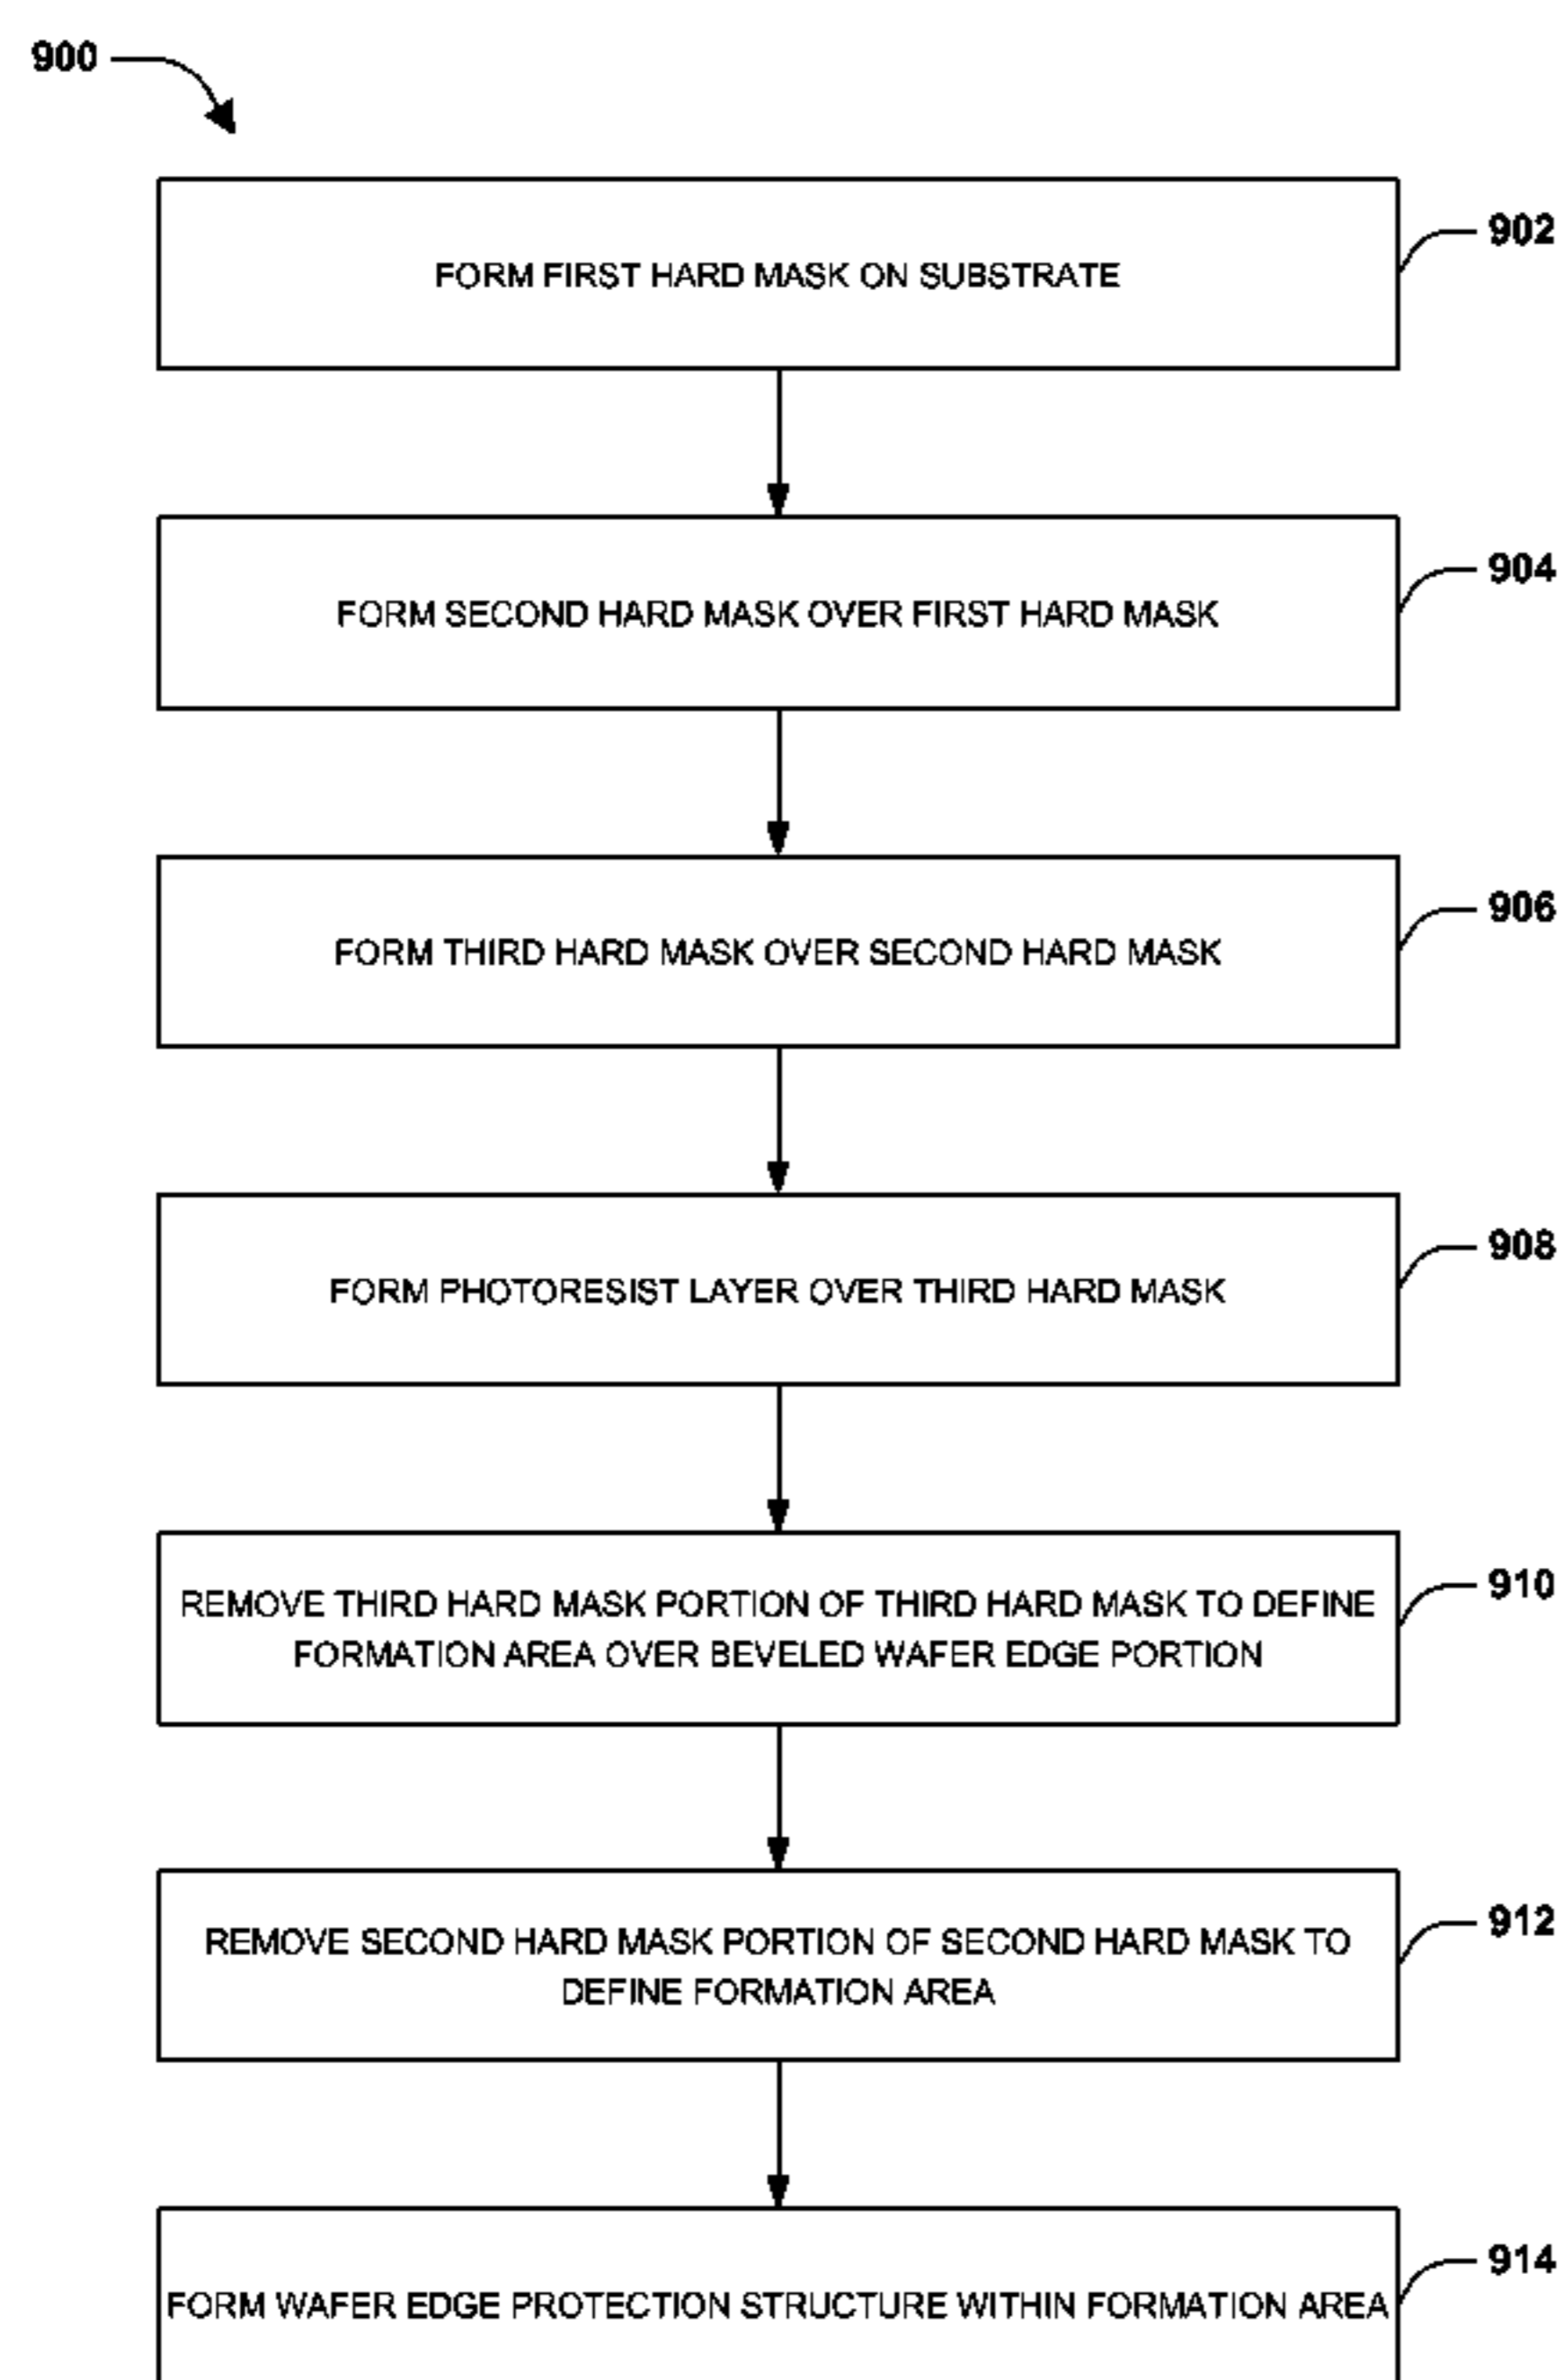 900
902
FORM FIRST HARD MASK ON SUBSTRATE
904
FORM SECOND HARD MASK OVER FIRST HARD MASK
906
FORM THIRD HARD MASK OVER SECOND HARD MASK
908
FORM PHOTORESIST LAYER OVER THIRD HARD MASK
910
REMOVE THIRD HARD MASK PORTION OF THIRD HARD MASK TO DEFINE
FORMATION AREA OVER BEVELED WAFER EDGE PORTION
912
REMOVE SECOND HARD MASK PORTION OF SECOND HARD MASK TO
DEFINE FORMATION AREA
914
FORM WAFER EDGE PROTECTION STRUCTURE WITHIN FORMATION AREA